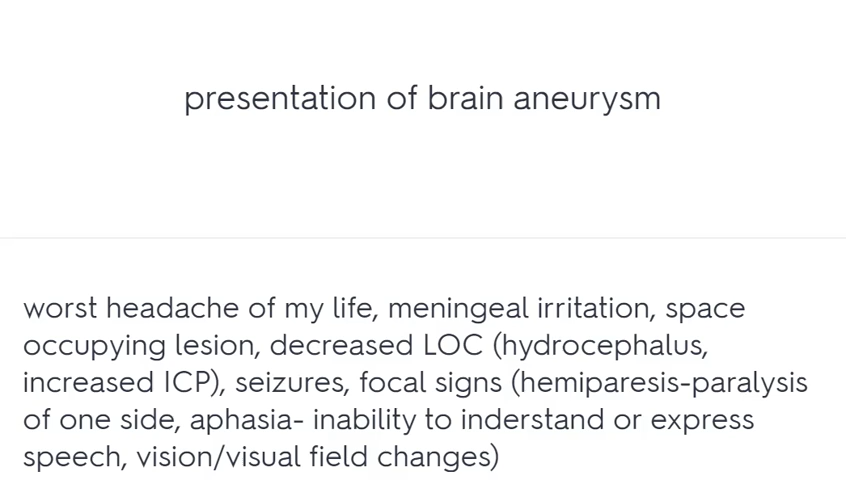 presentation of brain aneurysm
worst headache of my life, meningeal irritation, space
occupying lesion, decreased LOC (hydrocephalus,
increased ICP), seizures, focal signs (hemiparesis-paralysis
of one side, aphasia- inability to inderstand or express
speech, vision/visual field changes)